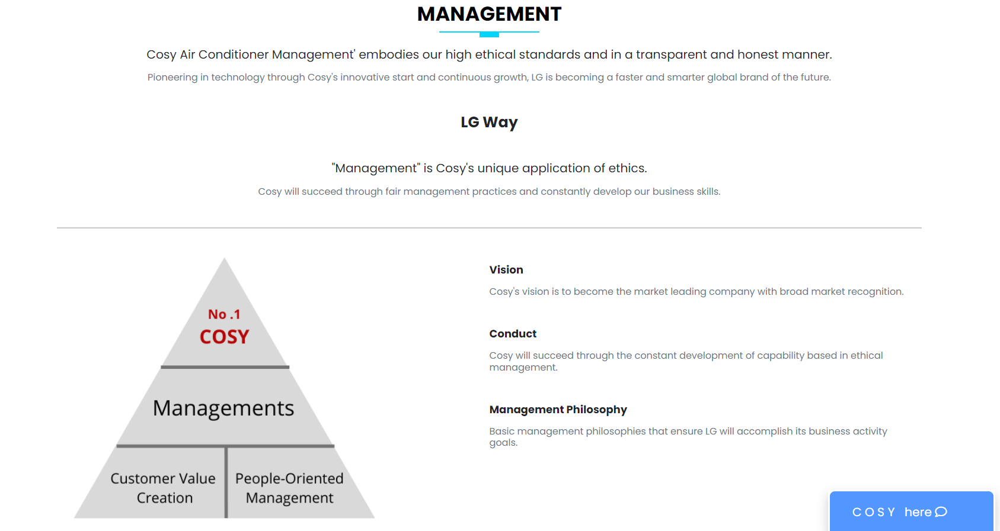 MANAGEMENT
Cosy Air Conditioner Management' embodies our high ethical standards and in a transparent and honest manner.
Pioneering in technology through Cosy's innovative start and continuous growth, LG is becoming a faster and smarter global brand of the future.
LG Way
"Management" is Cosy's unique application of ethics.
Cosy will succeed through fair management practices and constantly develop our business skills.
No .1
COSY
Managements
Customer Value
Creation
People-Oriented
Management
Vision
Cosy's vision is to become the market leading company with broad market recognition.
Conduct
Cosy will succeed through the constant development of capability based in ethical
management.
Management Philosophy
Basic management philosophies that ensure LG will accomplish its business activity
goals.
COSY here